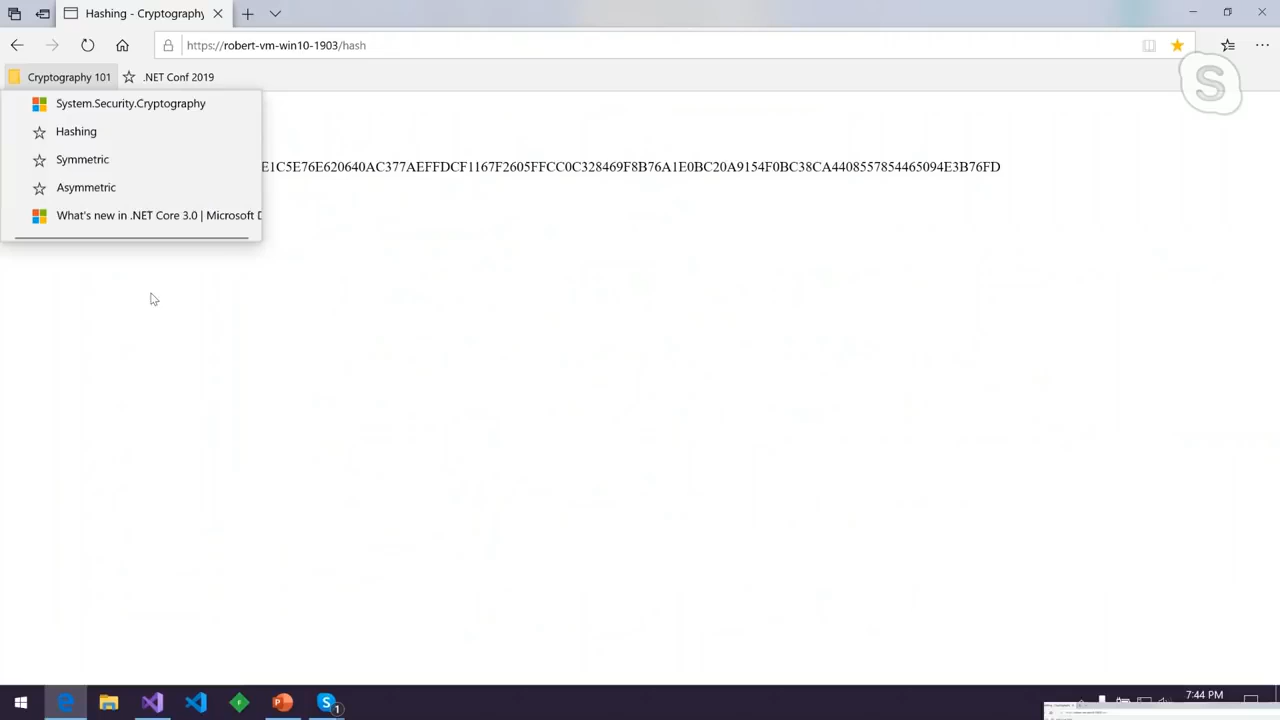 Hashing - Cryptography
https://robert-vm-win10-1903/hash
Cryptography 101
.NET Conf 2019
System.Security.Cryptography
Hashing
E1C5E76E620640AC377AEFFDCF1167F2605FFCC0C328469F8B76A1E0BC20A9154F0BC38CA4408557854465094E3B76FD
Symmetric
Asymmetric
What's new in .NET Core 3.0 | Microsoft D
7:44 PM
1